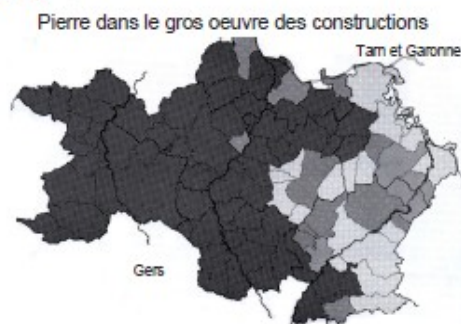 Pierre dans le gros oeuvre des constructions
Tarn et Garonne
Gers